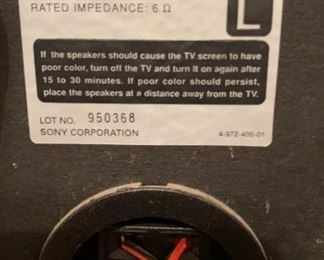 RATED IMPEDANCE: 6 Ω
L
If the speakers should cause the TV screen to have
poor color, turn off the TV and turn it on again after
15 to 30 minutes. If poor color should persist,
place the speakers at a distance away from the TV.
LOT NO. 950368
SONY CORPORATION 4-972-406-01